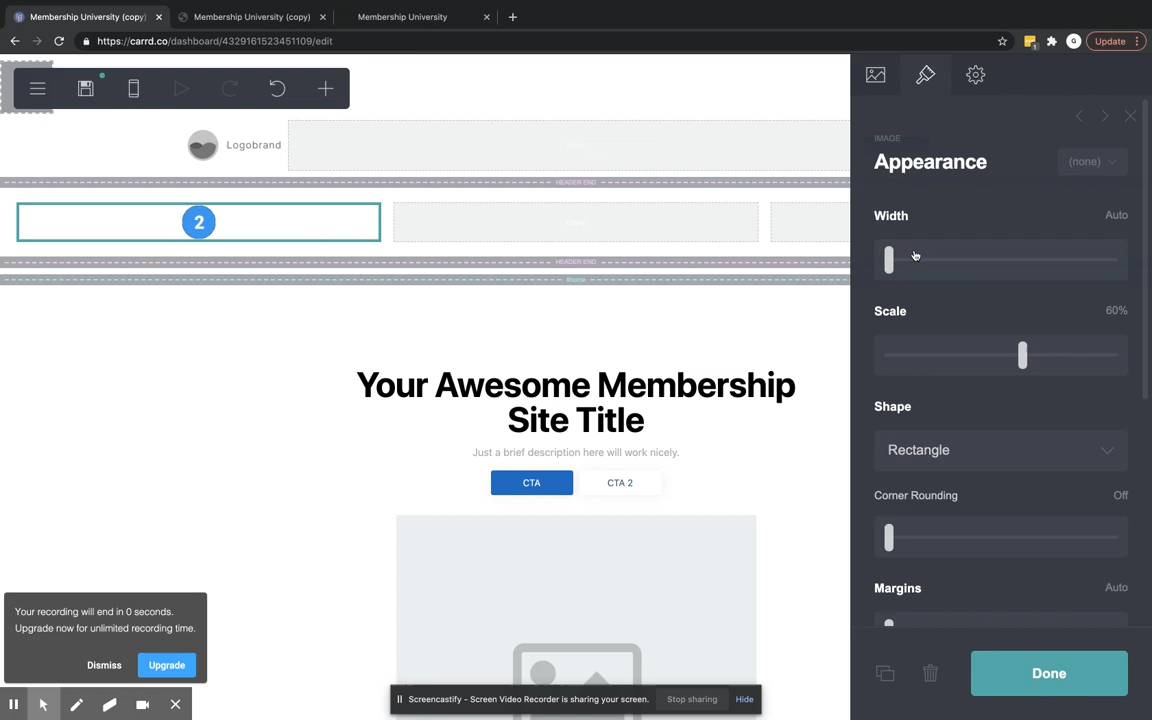 Membership University (copy)
Membership University (copy)
Membership University
https://carrd.co/dashboard/4329161523451109/edit
G
Update
IMAGE
Appearance
(none)
Logobrand
HEADER END
Width
Auto
2
HEADER END
Scale
60%
Your Awesome Membership
Site Title
Just a brief description here will work nicely.
CTA
CTA 2
Shape
Rectangle
Corner Rounding
Off
Margins
Auto
Your recording will end in 0 seconds.
Upgrade now for unlimited recording time.
Dismiss
Upgrade
Done
Screencastify - Screen Video Recorder is sharing your screen.
Stop sharing
Hide